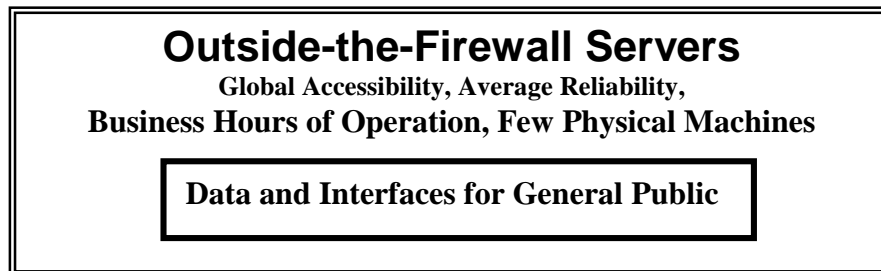 Outside-the-Firewall Servers
Global Accessibility, Average Reliability,
Business Hours of Operation, Few Physical Machines
Data and Interfaces for General Public